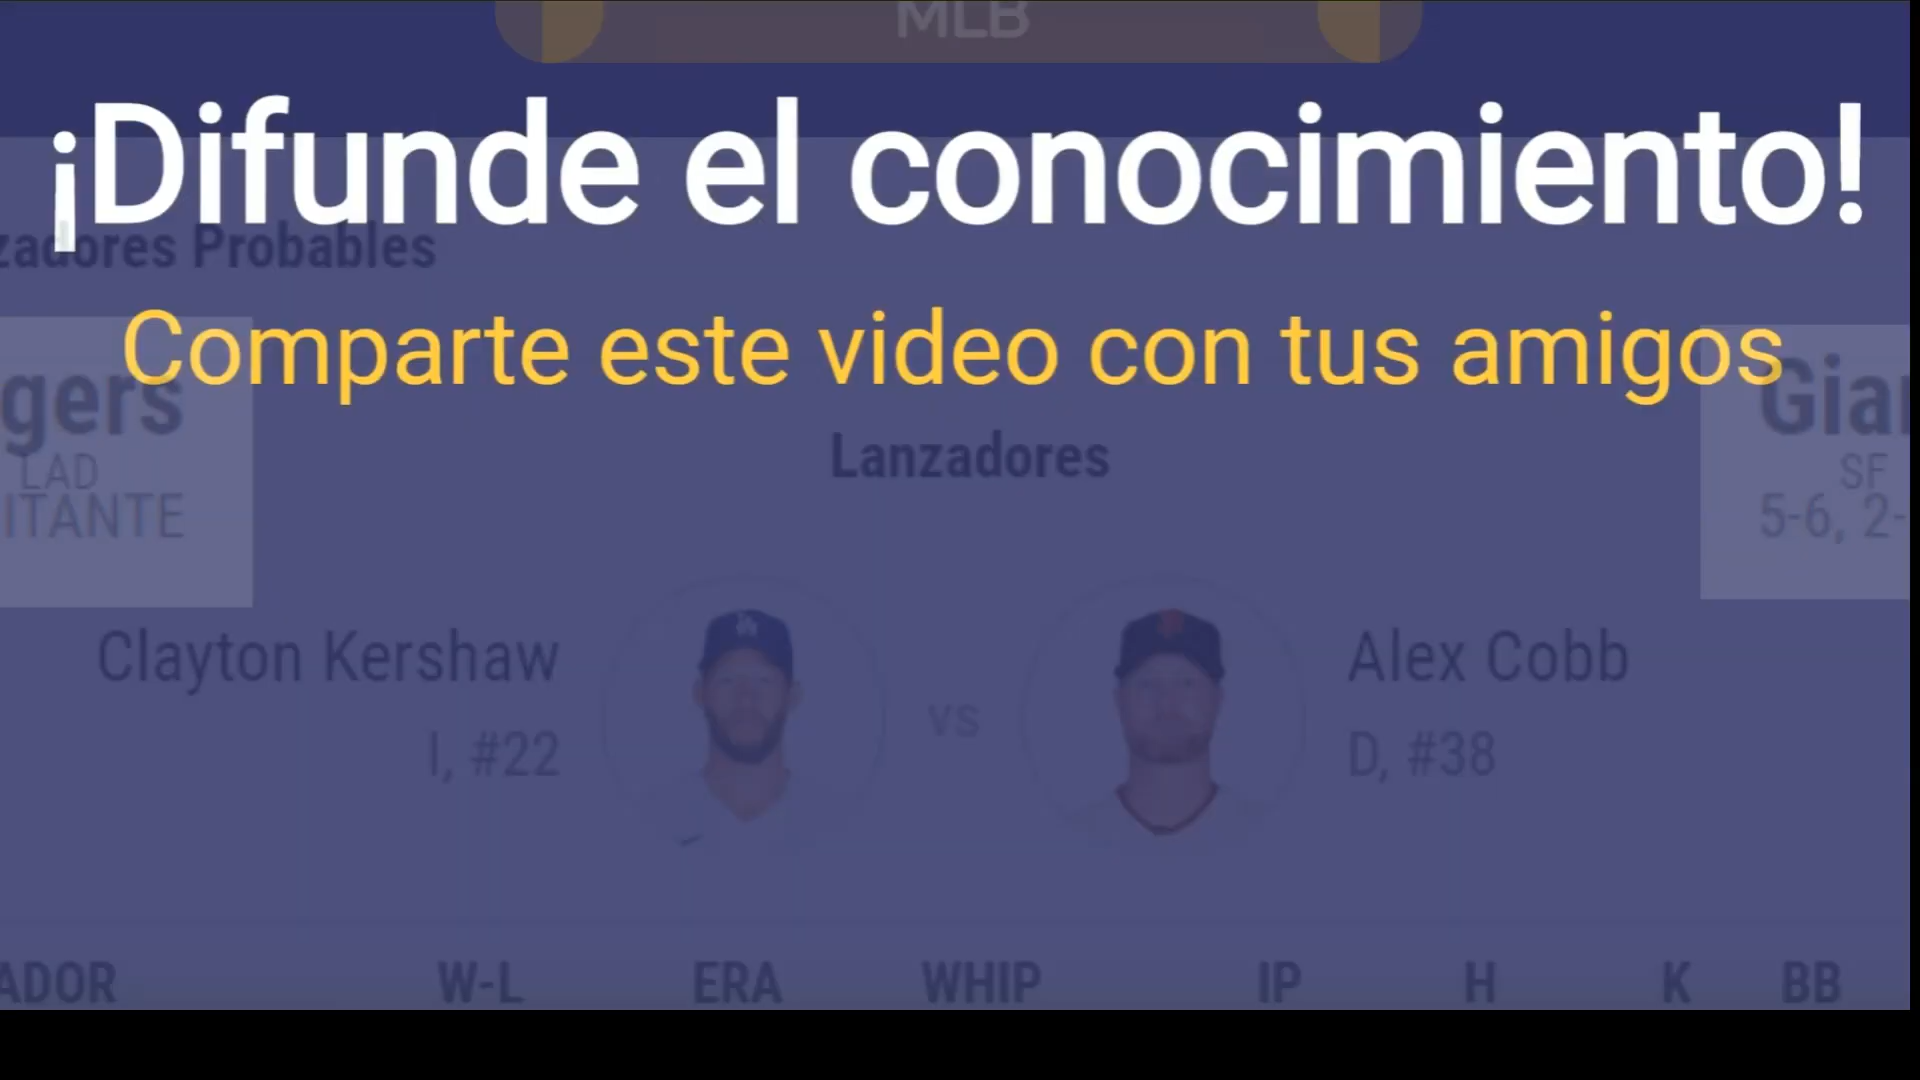 MLB
¡Difunde el conocimiento!
zadores Probables
Comparte este video con tus amigos
gers
LAD
ITANTE
Gia
SF
5-6, 2-
Lanzadores
Clayton Kershaw
I, #22
vs
Alex Cobb
D, #38
ADOR W-L ERA WHIP IP H K BB